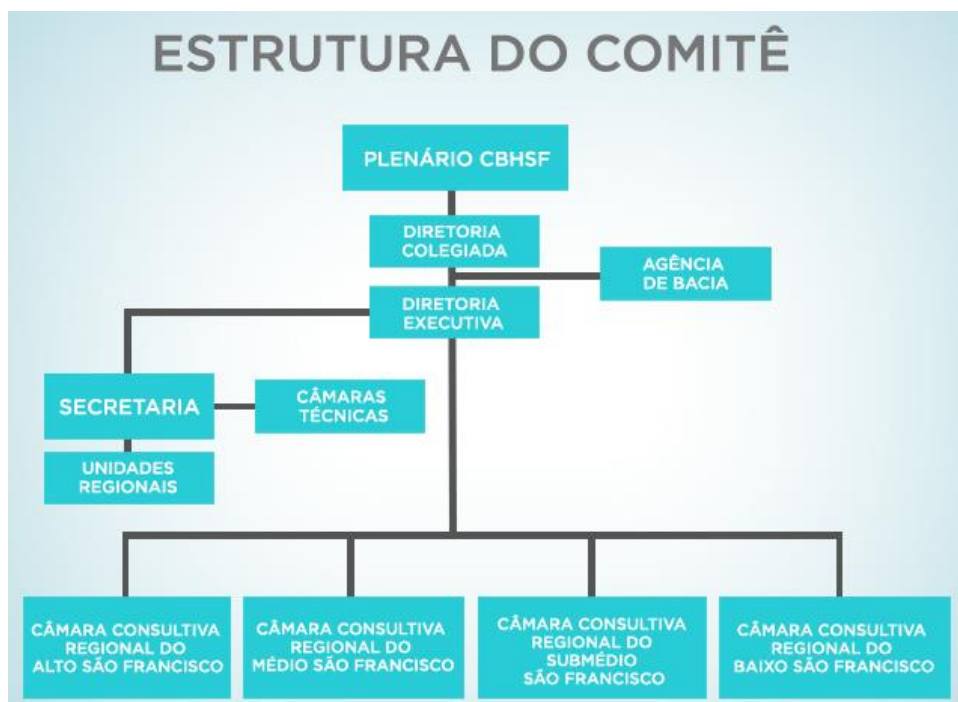 ESTRUTURA DO COMITÊ
PLENÁRIO CBHSF
DIRETORIA
COLEGIADA
AGÊNCIA
DE BACIA
DIRETORIA
EXECUTIVA
SECRETARIA
CÂMARAS
TÉCNICAS
UNIDADES
REGIONAIS
CÂMARA CONSULTIVA
REGIONAL DO
ALTO SÃO FRANCISCO
CÂMARA CONSULTIVA
REGIONAL DO
MÉDIO SÃO FRANCISCO
CÂMARA CONSULTIVA
REGIONAL DO
SUBMÉDIO
SÃO FRANCISCO
CÂMARA CONSULTIVA
REGIONAL DO
BAIXO SÃO FRANCISCO